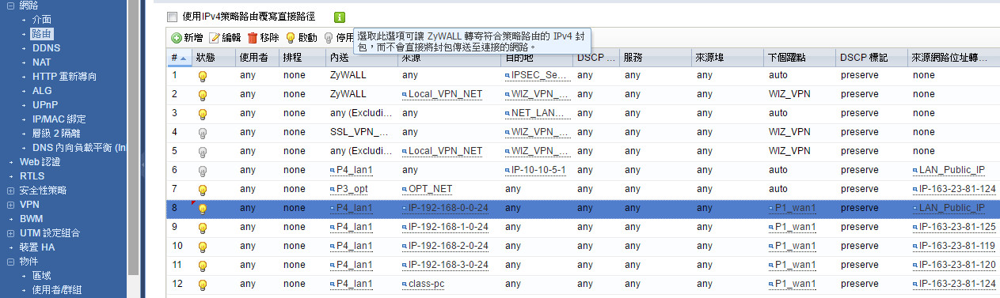 網路
介面
路由
DDNS
NAT
HTTP 重新導向
ALG
UPnP
IP/MAC 綁定
層級 2 隔離
DNS 內向負載平衡 (In
Web 認證
RTLS
安全性策略
VPN
BWM
UTM 設定組合
裝置 HA
物件
區域
使用者/群組
使用IPv4策略路由覆寫直接路徑
新增 編輯 移除 啟動 停用
選取此選項可讓 ZyWALL 轉寄符合策略路由的 IPv4 封
包，而不會直接將封包傳送至連接的網路。
# 狀態 使用者 排程 內送 來源 目的地 DSCP ... 服務 來源埠 下個躍點 DSCP 標記 來源網路位址轉...
1 any none ZyWALL any IPSEC_Se... any any any auto preserve none
2 any none ZyWALL Local_VPN_NET WIZ_VPN_... any any any WIZ_VPN preserve none
3 any none any (Excludi... any NET_LAN... any any any auto preserve none
4 any none SSL_VPN_... any WIZ_VPN_... any any any WIZ_VPN preserve none
5 any none any (Excludi... Local_VPN_NET WIZ_VPN_... any any any WIZ_VPN preserve none
6 any none P4_lan1 any IP-10-10-5-1 any any any auto preserve LAN_Public_IP
7 any none P3_opt OPT_NET any any any any auto preserve IP-163-23-81-124
8 any none P4_lan1 IP-192-168-0-0-24 any any any any P1_wan1 preserve LAN_Public_IP
9 any none P4_lan1 IP-192-168-1-0-24 any any any any P1_wan1 preserve IP-163-23-81-125
10 any none P4_lan1 IP-192-168-2-0-24 any any any any P1_wan1 preserve IP-163-23-81-119
11 any none P4_lan1 IP-192-168-3-0-24 any any any any P1_wan1 preserve IP-163-23-81-120
12 any none P4_lan1 class-pc any any any any P1_wan1 preserve IP-163-23-81-124